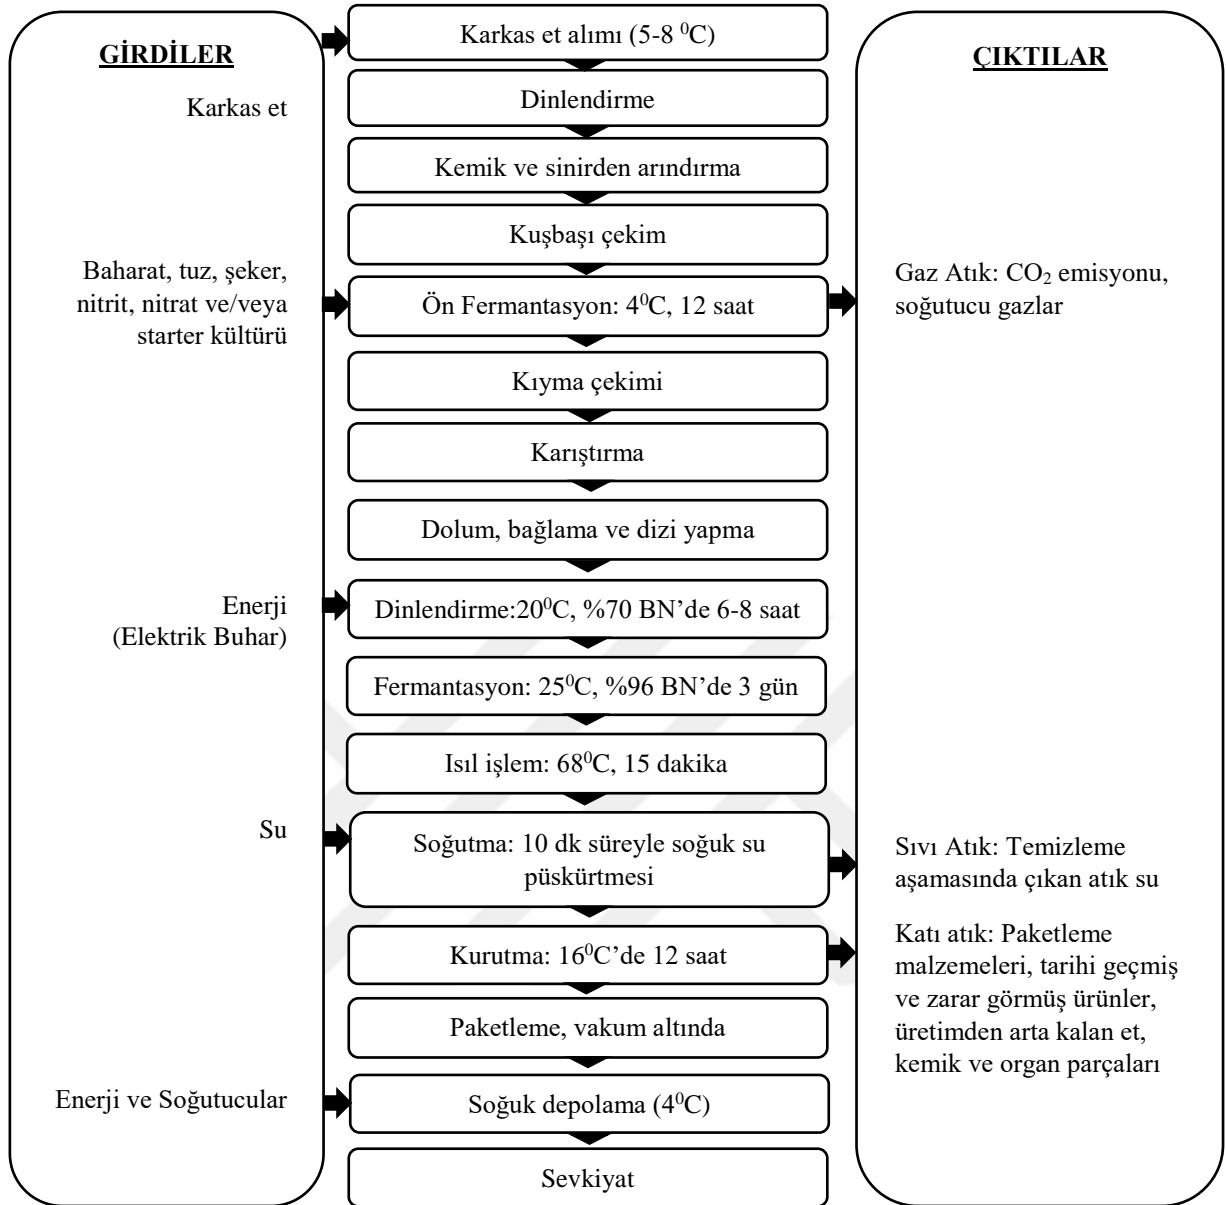 GİRDİLER
Karkas et
Baharat, tuz, şeker,
nitrit, nitrat ve/veya
starter kültürü
Enerji
(Elektrik Buhar)
Su
Enerji ve Soğutucular
Karkas et alımı (5-8 ⁰C)
Dinlendirme
Kemik ve sinirden arındırma
Kuşbaşı çekim
Ön Fermantasyon: 4⁰C, 12 saat
Kıyma çekimi
Karıştırma
Dolum, bağlama ve dizi yapma
Dinlendirme:20⁰C, %70 BN’de 6-8 saat
Fermantasyon: 25⁰C, %96 BN’de 3 gün
Isıl işlem: 68⁰C, 15 dakika
Soğutma: 10 dk süreyle soğuk su
püskürtmesi
Kurutma: 16⁰C’de 12 saat
Paketleme, vakum altında
Soğuk depolama (4⁰C)
Sevkiyat
ÇIKTILAR
Gaz Atık: CO₂ emisyonu,
soğutucu gazlar
Sıvı Atık: Temizleme
aşamasında çıkan atık su
Katı atık: Paketleme
malzemeleri, tarihi geçmiş
ve zarar görmüş ürünler,
üretimden arta kalan et,
kemik ve organ parçaları